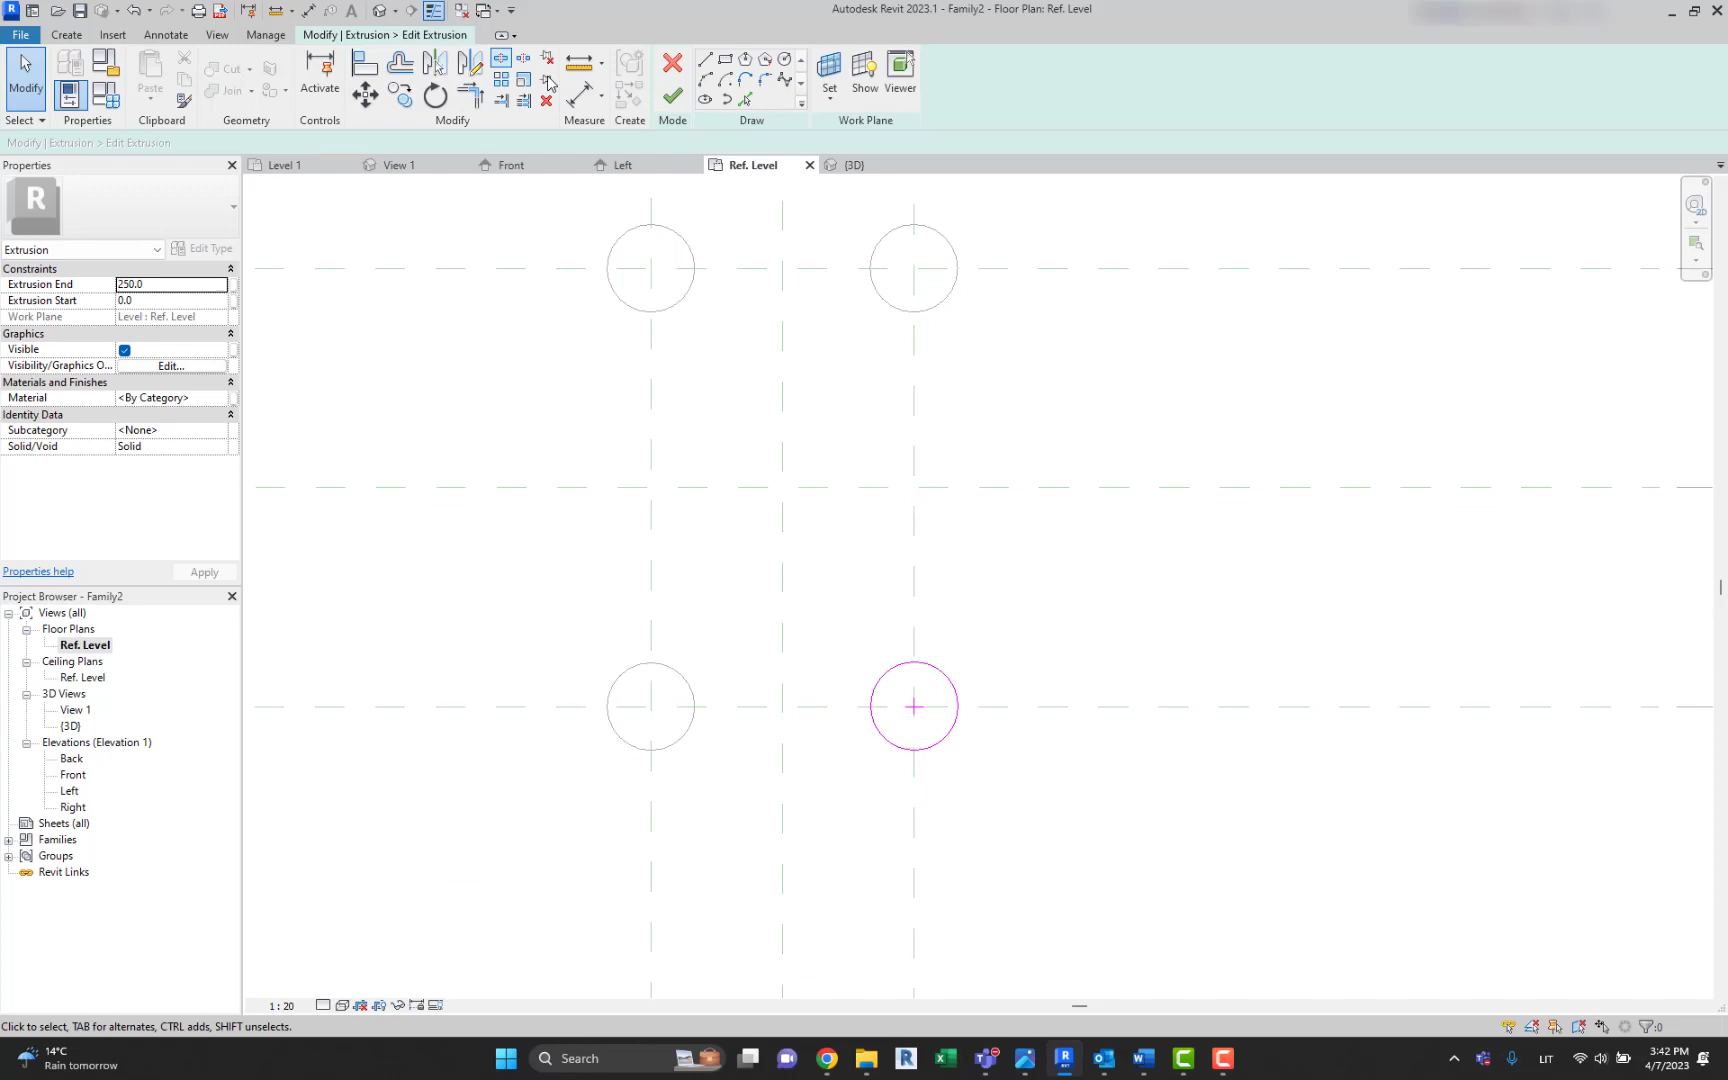 Autodesk Revit 2023.1 - Family2 - Floor Plan: Ref. Level
File Create Insert Annotate View Manage Modify | Extrusion > Edit Extrusion
Modify Paste Cut Join Activate Set Show Viewer
Select Properties Clipboard Geometry Controls Modify Measure Create Mode Draw Work Plane
Modify | Extrusion > Edit Extrusion
Properties
Level 1 View 1 Front Left Ref. Level {3D}
R
2D
Extrusion Edit Type
Constraints
Extrusion End 250.0
Extrusion Start 0.0
Work Plane Level : Ref. Level
Graphics
Visible
Visibility/Graphics O... Edit...
Materials and Finishes
Material <By Category>
Identity Data
Subcategory <None>
Solid/Void Solid
Properties help Apply
Project Browser - Family2
Views (all)
Floor Plans
Ref. Level
Ceiling Plans
Ref. Level
3D Views
View 1
{3D}
Elevations (Elevation 1)
Back
Front
Left
Right
Sheets (all)
Families
Groups
Revit Links
1 : 20
Click to select, TAB for alternates, CTRL adds, SHIFT unselects.
:0
14°C
Rain tomorrow
Search
LIT
3:42 PM
4/7/2023